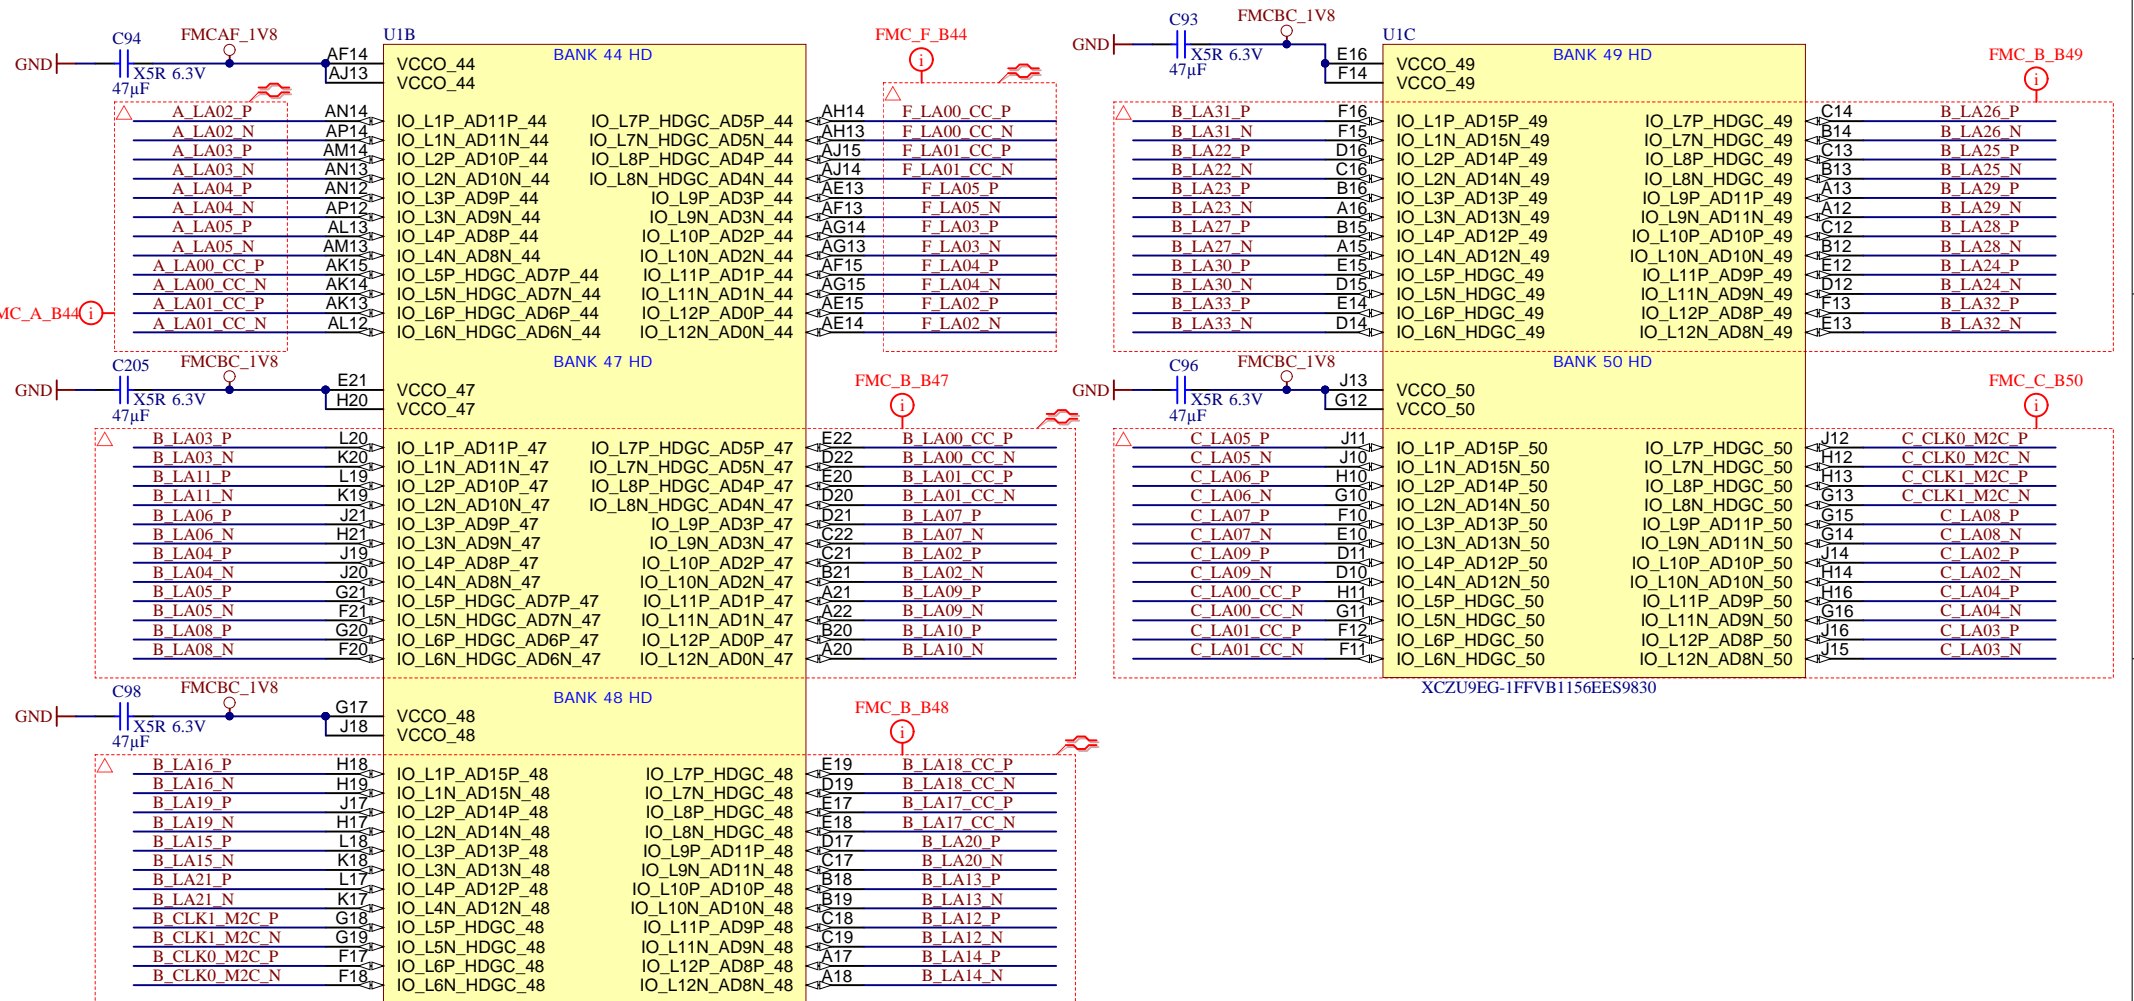 C94 FMCAF_1V8
GND
X5R 6.3V
47µF
U1B
BANK 44 HD
AF14 VCCO_44
AJ13 VCCO_44
FMC_F_B44
i
A_LA02_P AN14 IO_L1P_AD11P_44 IO_L7P_HDGC_AD5P_44 AH14 F_LA00_CC_P
A_LA02_N AP14 IO_L1N_AD11N_44 IO_L7N_HDGC_AD5N_44 AH13 F_LA00_CC_N
A_LA03_P AM14 IO_L2P_AD10P_44 IO_L8P_HDGC_AD4P_44 AJ15 F_LA01_CC_P
A_LA03_N AN13 IO_L2N_AD10N_44 IO_L8N_HDGC_AD4N_44 AJ14 F_LA01_CC_N
A_LA04_P AN12 IO_L3P_AD9P_44 IO_L9P_AD3P_44 AE13 F_LA05_P
A_LA04_N AP12 IO_L3N_AD9N_44 IO_L9N_AD3N_44 AF13 F_LA05_N
A_LA05_P AL13 IO_L4P_AD8P_44 IO_L10P_AD2P_44 AG14 F_LA03_P
A_LA05_N AM13 IO_L4N_AD8N_44 IO_L10N_AD2N_44 AG13 F_LA03_N
A_LA00_CC_P AK15 IO_L5P_HDGC_AD7P_44 IO_L11P_AD1P_44 AF15 F_LA04_P
A_LA00_CC_N AK14 IO_L5N_HDGC_AD7N_44 IO_L11N_AD1N_44 AG15 F_LA04_N
A_LA01_CC_P AK13 IO_L6P_HDGC_AD6P_44 IO_L12P_AD0P_44 AE15 F_LA02_P
A_LA01_CC_N AL12 IO_L6N_HDGC_AD6N_44 IO_L12N_AD0N_44 AE14 F_LA02_N
MC_A_B44 i
C205 FMCBC_1V8
GND
X5R 6.3V
47µF
BANK 47 HD
E21 VCCO_47
H20 VCCO_47
FMC_B_B47
i
B_LA03_P L20 IO_L1P_AD11P_47 IO_L7P_HDGC_AD5P_47 E22 B_LA00_CC_P
B_LA03_N K20 IO_L1N_AD11N_47 IO_L7N_HDGC_AD5N_47 D22 B_LA00_CC_N
B_LA11_P L19 IO_L2P_AD10P_47 IO_L8P_HDGC_AD4P_47 E20 B_LA01_CC_P
B_LA11_N K19 IO_L2N_AD10N_47 IO_L8N_HDGC_AD4N_47 D20 B_LA01_CC_N
B_LA06_P J21 IO_L3P_AD9P_47 IO_L9P_AD3P_47 D21 B_LA07_P
B_LA06_N H21 IO_L3N_AD9N_47 IO_L9N_AD3N_47 C22 B_LA07_N
B_LA04_P J19 IO_L4P_AD8P_47 IO_L10P_AD2P_47 C21 B_LA02_P
B_LA04_N J20 IO_L4N_AD8N_47 IO_L10N_AD2N_47 B21 B_LA02_N
B_LA05_P G21 IO_L5P_HDGC_AD7P_47 IO_L11P_AD1P_47 A21 B_LA09_P
B_LA05_N F21 IO_L5N_HDGC_AD7N_47 IO_L11N_AD1N_47 A22 B_LA09_N
B_LA08_P G20 IO_L6P_HDGC_AD6P_47 IO_L12P_AD0P_47 B20 B_LA10_P
B_LA08_N F20 IO_L6N_HDGC_AD6N_47 IO_L12N_AD0N_47 A20 B_LA10_N
C98 FMCBC_1V8
GND
X5R 6.3V
47µF
BANK 48 HD
G17 VCCO_48
J18 VCCO_48
FMC_B_B48
i
B_LA16_P H18 IO_L1P_AD15P_48 IO_L7P_HDGC_48 E19 B_LA18_CC_P
B_LA16_N H19 IO_L1N_AD15N_48 IO_L7N_HDGC_48 D19 B_LA18_CC_N
B_LA19_P J17 IO_L2P_AD14P_48 IO_L8P_HDGC_48 E17 B_LA17_CC_P
B_LA19_N H17 IO_L2N_AD14N_48 IO_L8N_HDGC_48 E18 B_LA17_CC_N
B_LA15_P L18 IO_L3P_AD13P_48 IO_L9P_AD11P_48 D17 B_LA20_P
B_LA15_N K18 IO_L3N_AD13N_48 IO_L9N_AD11N_48 C17 B_LA20_N
B_LA21_P L17 IO_L4P_AD12P_48 IO_L10P_AD10P_48 B18 B_LA13_P
B_LA21_N K17 IO_L4N_AD12N_48 IO_L10N_AD10N_48 B19 B_LA13_N
B_CLK1_M2C_P G18 IO_L5P_HDGC_48 IO_L11P_AD9P_48 C18 B_LA12_P
B_CLK1_M2C_N G19 IO_L5N_HDGC_48 IO_L11N_AD9N_48 C19 B_LA12_N
B_CLK0_M2C_P F17 IO_L6P_HDGC_48 IO_L12P_AD8P_48 A17 B_LA14_P
B_CLK0_M2C_N F18 IO_L6N_HDGC_48 IO_L12N_AD8N_48 A18 B_LA14_N
C93 FMCBC_1V8
GND
X5R 6.3V
47µF
U1C
BANK 49 HD
E16 VCCO_49
F14 VCCO_49
FMC_B_B49
i
B_LA31_P F16 IO_L1P_AD15P_49 IO_L7P_HDGC_49 C14 B_LA26_P
B_LA31_N F15 IO_L1N_AD15N_49 IO_L7N_HDGC_49 B14 B_LA26_N
B_LA22_P D16 IO_L2P_AD14P_49 IO_L8P_HDGC_49 C13 B_LA25_P
B_LA22_N C16 IO_L2N_AD14N_49 IO_L8N_HDGC_49 B13 B_LA25_N
B_LA23_P B16 IO_L3P_AD13P_49 IO_L9P_AD11P_49 A13 B_LA29_P
B_LA23_N A16 IO_L3N_AD13N_49 IO_L9N_AD11N_49 A12 B_LA29_N
B_LA27_P B15 IO_L4P_AD12P_49 IO_L10P_AD10P_49 C12 B_LA28_P
B_LA27_N A15 IO_L4N_AD12N_49 IO_L10N_AD10N_49 B12 B_LA28_N
B_LA30_P E15 IO_L5P_HDGC_49 IO_L11P_AD9P_49 E12 B_LA24_P
B_LA30_N D15 IO_L5N_HDGC_49 IO_L11N_AD9N_49 D12 B_LA24_N
B_LA33_P E14 IO_L6P_HDGC_49 IO_L12P_AD8P_49 F13 B_LA32_P
B_LA33_N D14 IO_L6N_HDGC_49 IO_L12N_AD8N_49 E13 B_LA32_N
C96 FMCBC_1V8
GND
X5R 6.3V
47µF
BANK 50 HD
J13 VCCO_50
G12 VCCO_50
FMC_C_B50
i
C_LA05_P J11 IO_L1P_AD15P_50 IO_L7P_HDGC_50 J12 C_CLK0_M2C_P
C_LA05_N J10 IO_L1N_AD15N_50 IO_L7N_HDGC_50 H12 C_CLK0_M2C_N
C_LA06_P H10 IO_L2P_AD14P_50 IO_L8P_HDGC_50 H13 C_CLK1_M2C_P
C_LA06_N G10 IO_L2N_AD14N_50 IO_L8N_HDGC_50 G13 C_CLK1_M2C_N
C_LA07_P F10 IO_L3P_AD13P_50 IO_L9P_AD11P_50 G15 C_LA08_P
C_LA07_N E10 IO_L3N_AD13N_50 IO_L9N_AD11N_50 G14 C_LA08_N
C_LA09_P D11 IO_L4P_AD12P_50 IO_L10P_AD10P_50 J14 C_LA02_P
C_LA09_N D10 IO_L4N_AD12N_50 IO_L10N_AD10N_50 H14 C_LA02_N
C_LA00_CC_P H11 IO_L5P_HDGC_50 IO_L11P_AD9P_50 H16 C_LA04_P
C_LA00_CC_N G11 IO_L5N_HDGC_50 IO_L11N_AD9N_50 G16 C_LA04_N
C_LA01_CC_P F12 IO_L6P_HDGC_50 IO_L12P_AD8P_50 J16 C_LA03_P
C_LA01_CC_N F11 IO_L6N_HDGC_50 IO_L12N_AD8N_50 J15 C_LA03_N
XCZU9EG-1FFVB1156EES9830